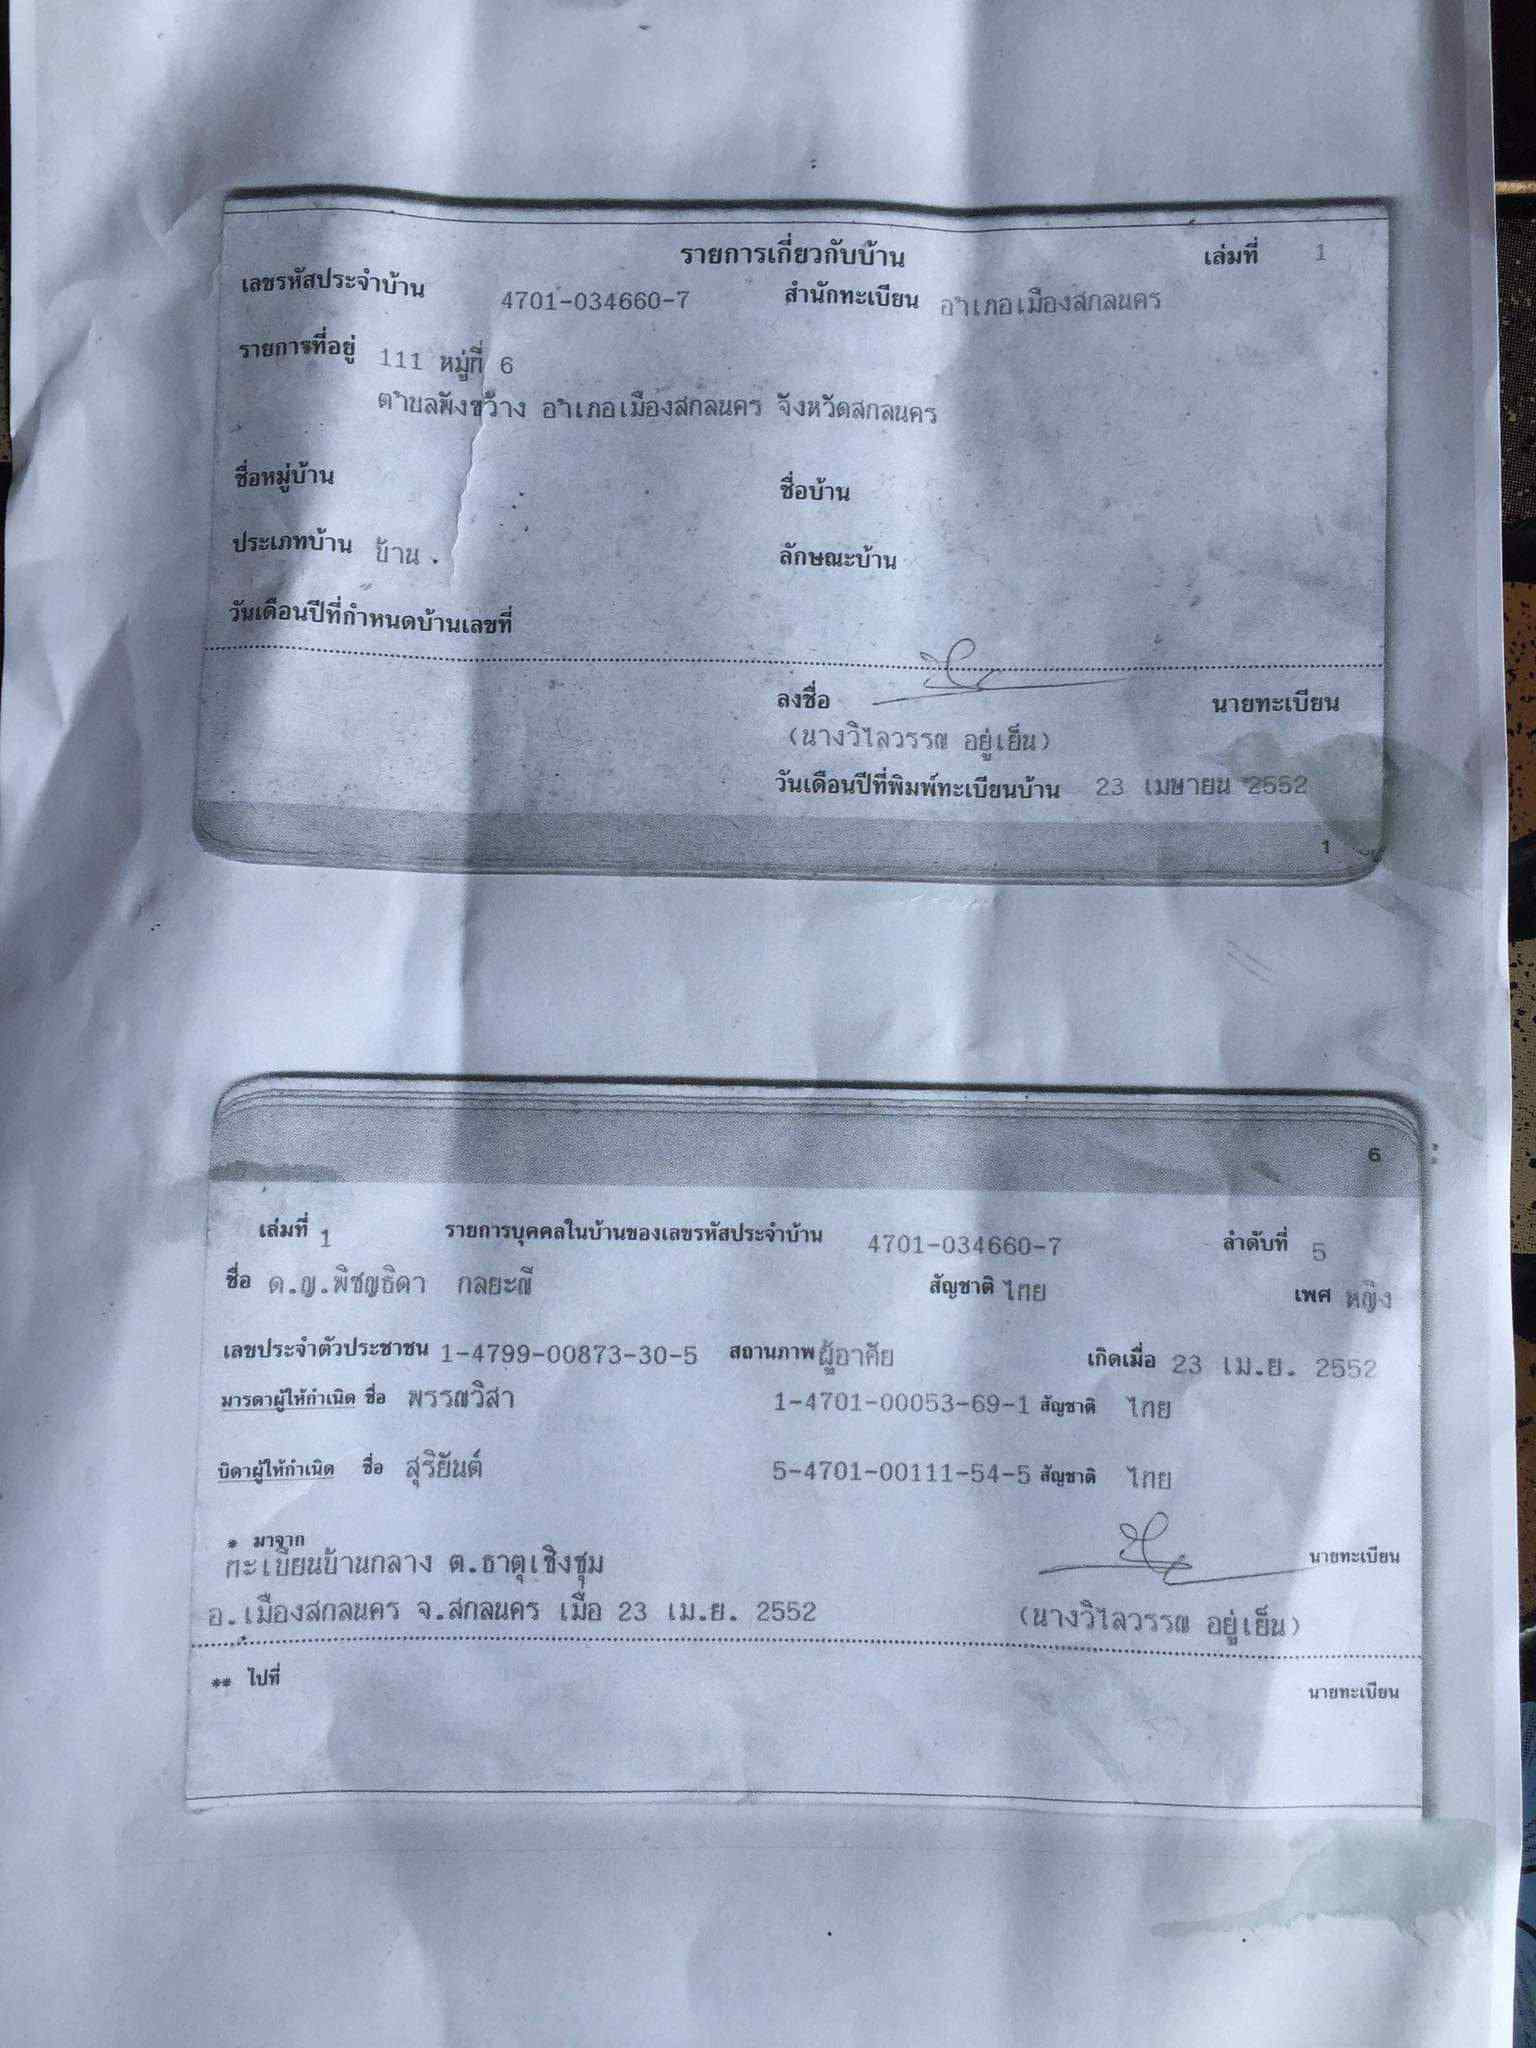 รายการเกี่ยวกับบ้าน เล่มที่ 1
เลขรหัสประจำบ้าน 4701-034660-7 สำนักทะเบียน อำเภอเมืองสกลนคร
รายการที่อยู่ 111 หมู่ที่ 6
ตำบลพังขว้าง อำเภอเมืองสกลนคร จังหวัดสกลนคร
ชื่อหมู่บ้าน ชื่อบ้าน
ประเภทบ้าน บ้าน ลักษณะบ้าน
วันเดือนปีที่กำหนดบ้านเลขที่
ลงชื่อ นายทะเบียน
(นางวิไลวรรณ อยู่เย็น)
วันเดือนปีที่พิมพ์ทะเบียนบ้าน 23 เมษายน 2552
1
6
เล่มที่ 1 รายการบุคคลในบ้านของเลขรหัสประจำบ้าน 4701-034660-7 ลำดับที่ 5
ชื่อ ด.ญ.พิชญธิดา กลยะณี สัญชาติ ไทย เพศ หญิง
เลขประจำตัวประชาชน 1-4799-00873-30-5 สถานภาพ ผู้อาศัย เกิดเมื่อ 23 เม.ย. 2552
มารดาผู้ให้กำเนิด ชื่อ พรรณวิสา 1-4701-00053-69-1 สัญชาติ ไทย
บิดาผู้ให้กำเนิด ชื่อ สุริยันต์ 5-4701-00111-54-5 สัญชาติ ไทย
* มาจาก
ทะเบียนบ้านกลาง ต.ธาตุเชิงชุม นายทะเบียน
อ.เมืองสกลนคร จ.สกลนคร เมื่อ 23 เม.ย. 2552 (นางวิไลวรรณ อยู่เย็น)
** ไปที่ นายทะเบียน